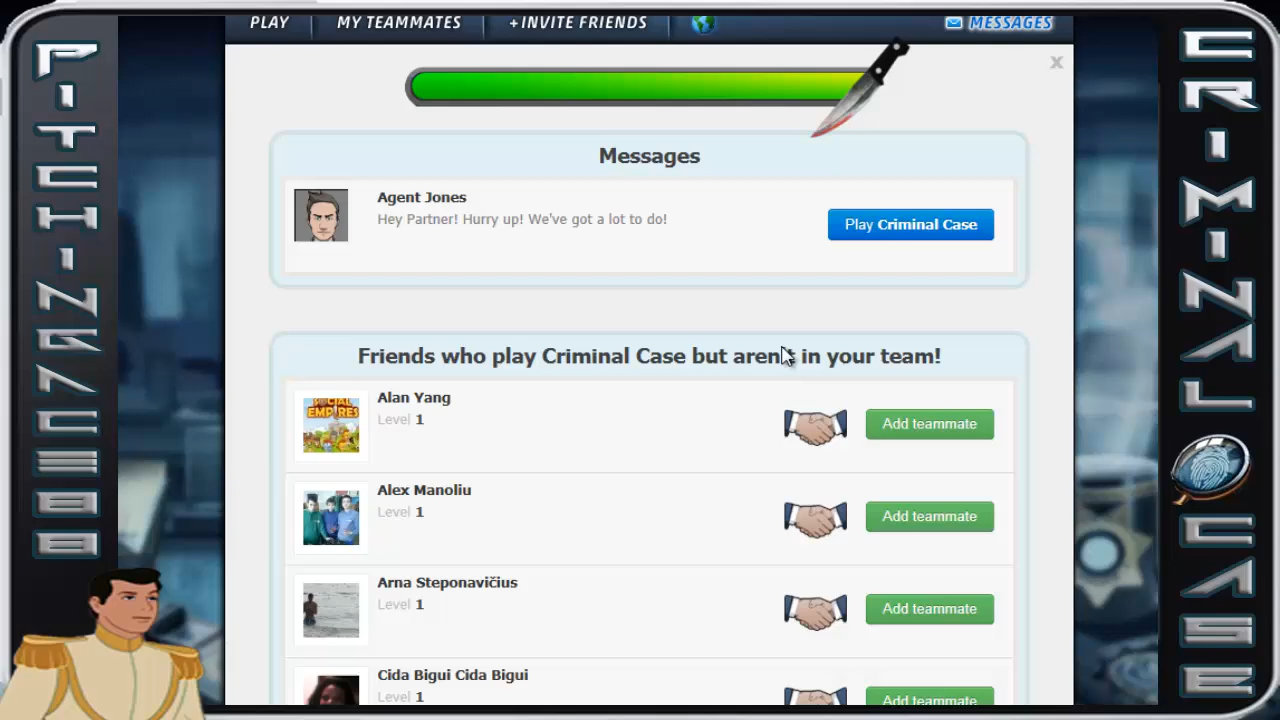 PLAY
MY TEAMMATES
+INVITE FRIENDS
MESSAGES
x
Messages
Agent Jones
Hey Partner! Hurry up! We've got a lot to do!
Play Criminal Case
Friends who play Criminal Case but aren't in your team!
SOCIAL EMPIRES
Alan Yang
Level 1
Add teammate
Alex Manoliu
Level 1
Add teammate
Arna Steponavičius
Level 1
Add teammate
Cida Bigui Cida Bigui
Level 1
Add teammate
CRIMINAL CASE